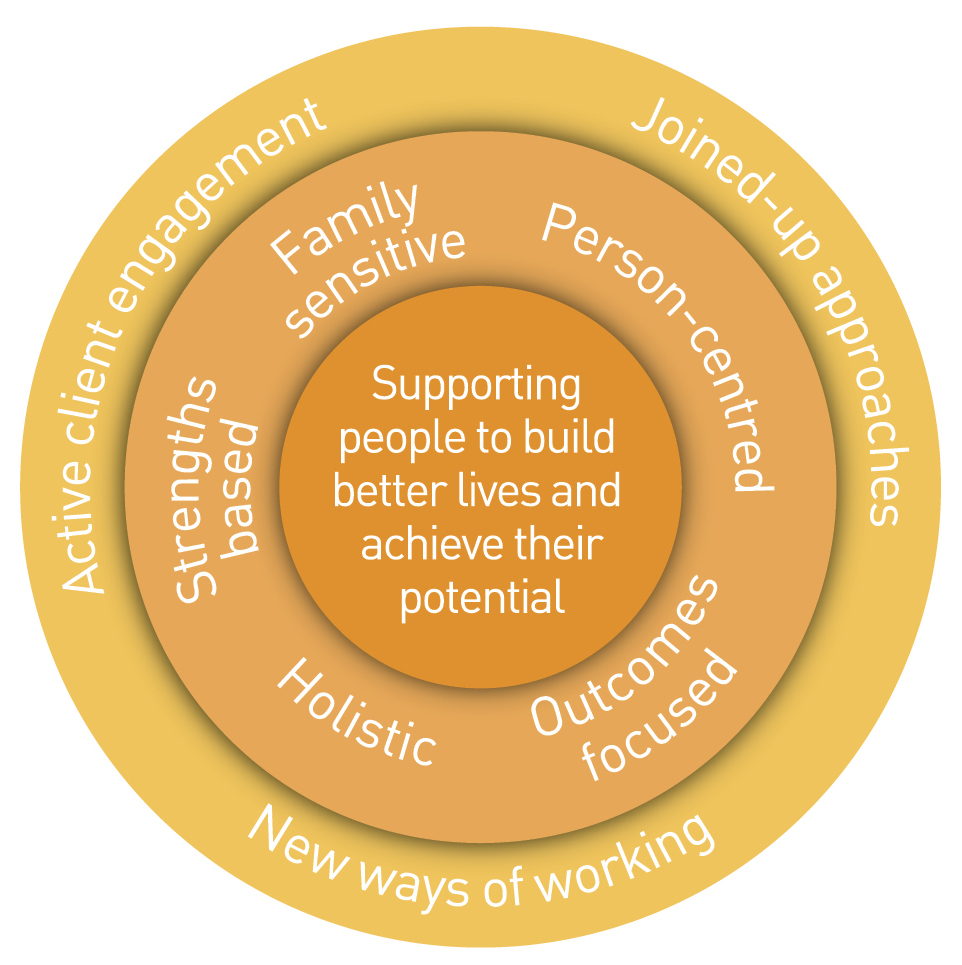 Active client engagement
Joined-up approaches
Family
sensitive
Person-centred
Strengths
based
Supporting
people to build
better lives and
achieve their
potential
Holistic
Outcomes
focused
New ways of working